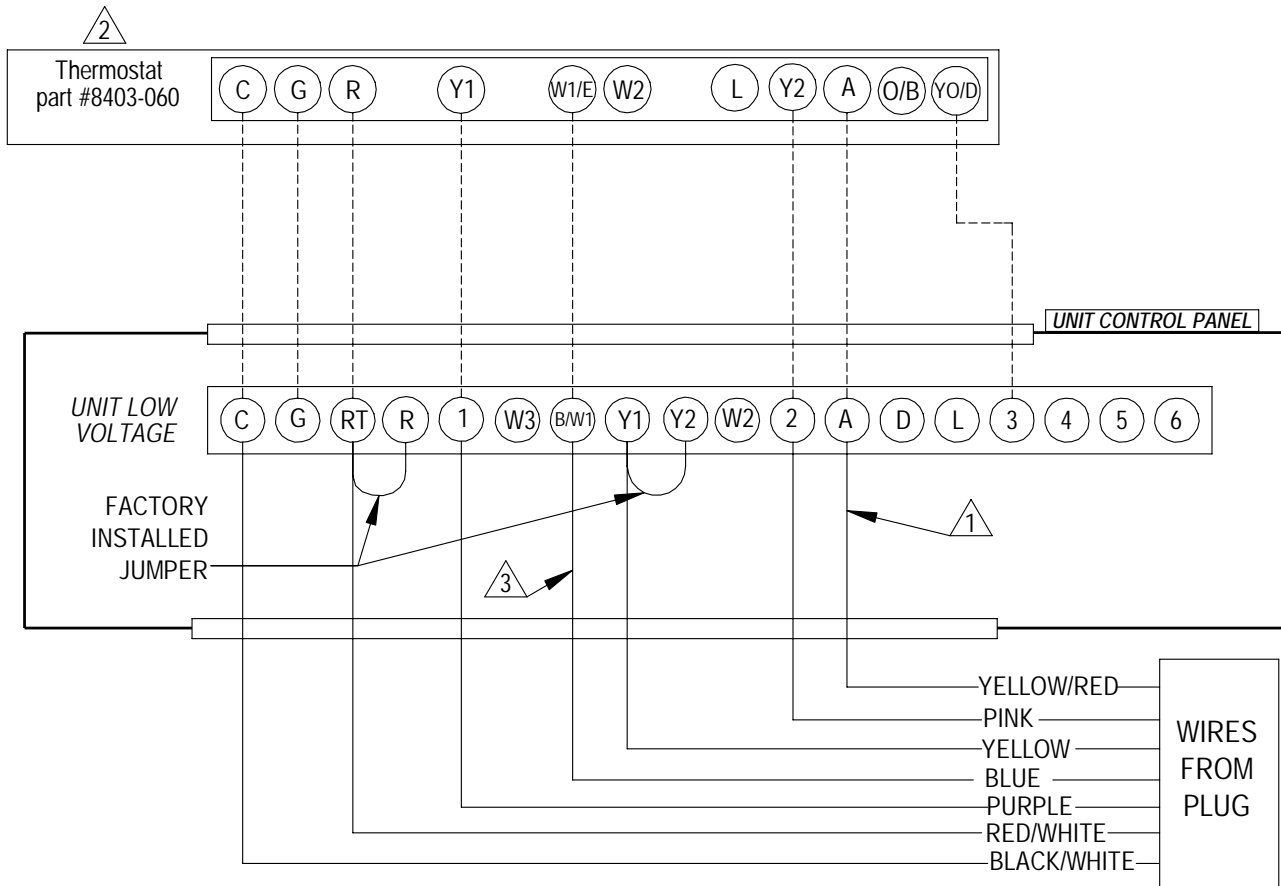 2
Thermostat
part #8403-060
C G R Y1 W1/E W2 L Y2 A O/B YO/D
UNIT CONTROL PANEL
UNIT LOW
VOLTAGE
C G RT R 1 W3 B/W1 Y1 Y2 W2 2 A D L 3 4 5 6
FACTORY
INSTALLED
JUMPER
1
3
YELLOW/RED
PINK
YELLOW
BLUE
PURPLE
RED/WHITE
BLACK/WHITE
WIRES
FROM
PLUG